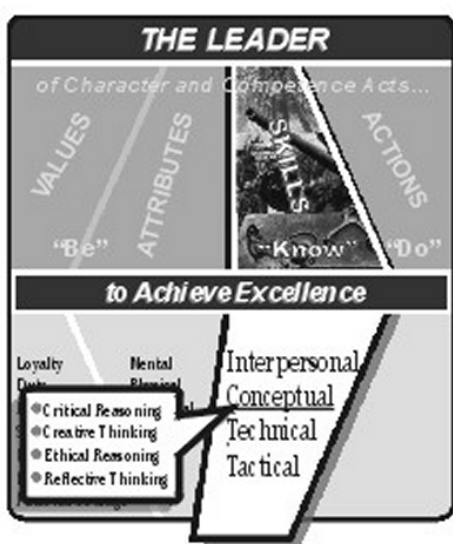 THE LEADER
of Character and Competence Acts...
VALUES
ATTRIBUTES
SKILLS
ACTIONS
"Be"
"Know"
"Do"
to Achieve Excellence
Loyalty
Mental
Interpersonal
Conceptual
Technical
Tactical
Critical Reasoning
Creative Thinking
Ethical Reasoning
Reflective Thinking